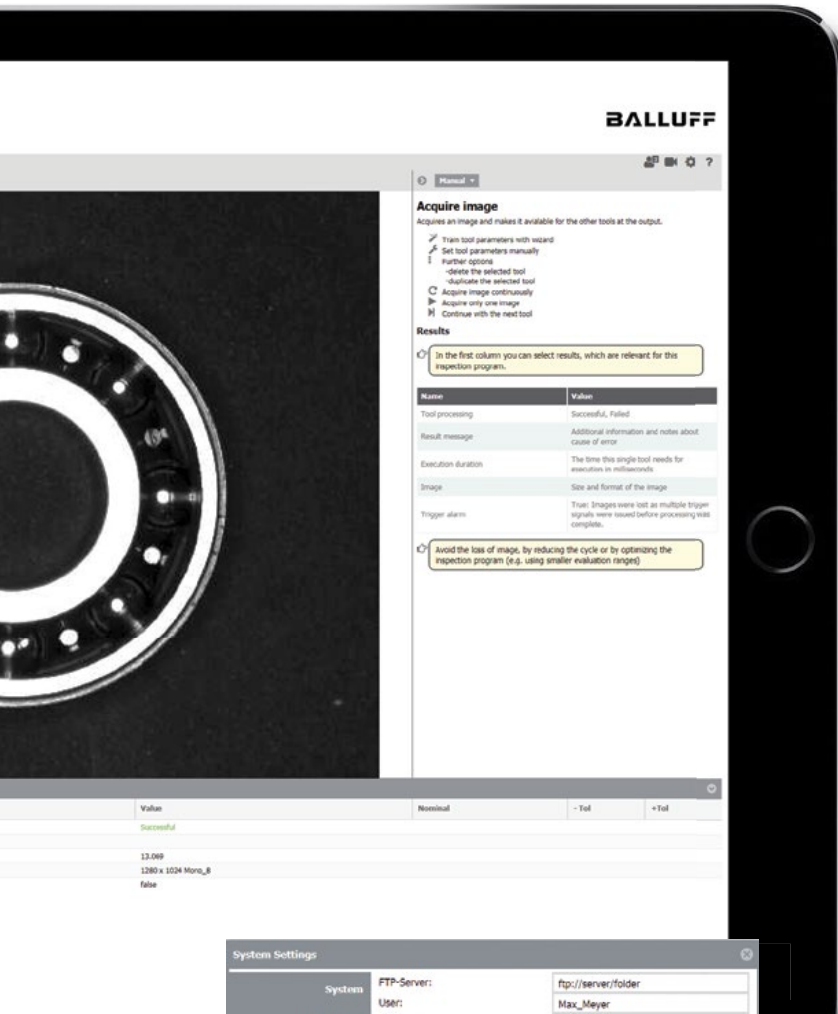 BALLUFF
?
Manual
Acquire image
Acquires an image and makes it avialable for the other tools at the output.
Train tool parameters with wizard
Set tool parameters manually
Further options
-delete the selected tool
-duplicate the selected tool
Acquire image continuously
Acquire only one image
Continue with the next tool
Results
In the first column you can select results, which are relevant for this
inspection program.
Name Value
Tool processing Successful, Failed
Result message Additional information and notes about
cause of error
Execution duration The time this single tool needs for
execution in milliseconds
Image Size and format of the image
Trigger alarm True: Images were lost as multiple trigger
signals were issued before processing was
complete.
Avoid the loss of image, by reducing the cycle or by optimizing the
inspection program (e.g. using smaller evaluation ranges)
Value Nominal - Tol +Tol
Successful
13.069
1280 x 1024 Mono_8
false
System Settings
System FTP-Server: ftp://server/folder
User: Max_Meyer